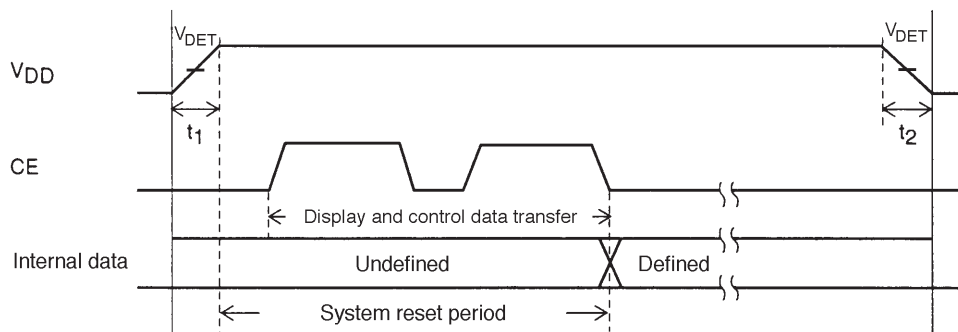 VDET VDET
VDD
t1 t2
CE
Display and control data transfer
Internal data Undefined Defined
System reset period